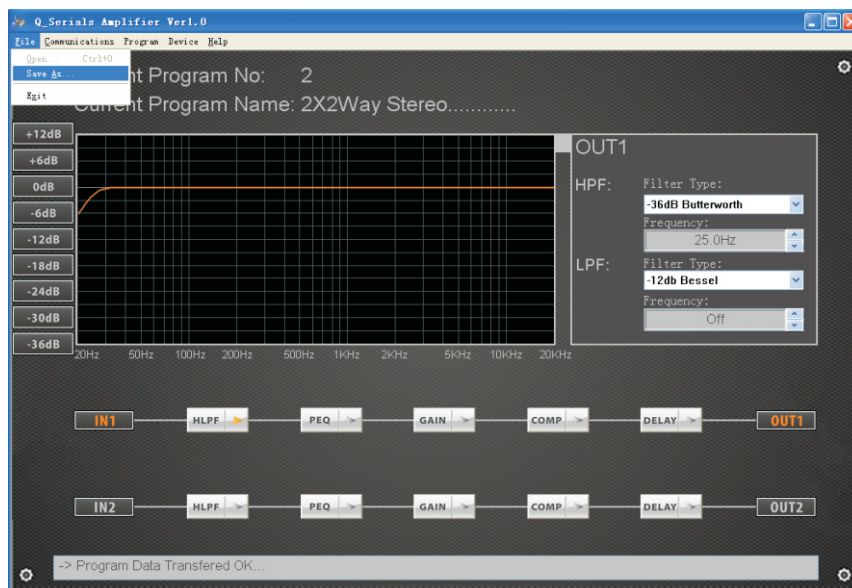 Q_Serials Amplifier Ver1.0
File Communications Program Device Help
Open... Ctrl+O
Save As...
Exit
nt Program No: 2
Current Program Name: 2X2Way Stereo............
+12dB
+6dB
0dB
-6dB
-12dB
-18dB
-24dB
-30dB
-36dB
20Hz 50Hz 100Hz 200Hz 500Hz 1KHz 2KHz 5KHz 10KHz 20KHz
OUT1
HPF:
Filter Type:
-36dB Butterworth
Frequency:
25.0Hz
LPF:
Filter Type:
-12db Bessel
Frequency:
Off
IN1 HLPF PEQ GAIN COMP DELAY OUT1
IN2 HLPF PEQ GAIN COMP DELAY OUT2
-> Program Data Transfered OK...